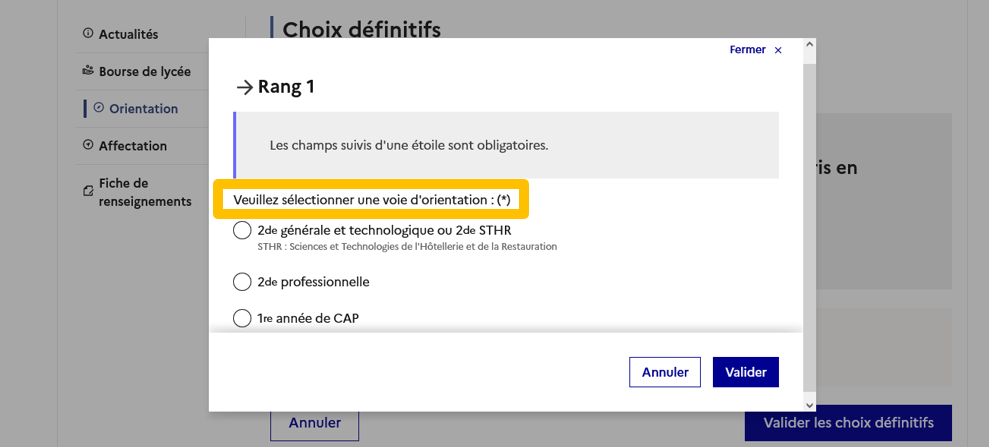 Actualités
Bourse de lycée
Orientation
Affectation
Fiche de
renseignements
Choix définitifs
Fermer ×
Rang 1
Les champs suivis d'une étoile sont obligatoires.
Veuillez sélectionner une voie d'orientation : (*)
2de générale et technologique ou 2de STHR
STHR : Sciences et Technologies de l'Hôtellerie et de la Restauration
2de professionnelle
1re année de CAP
Annuler
Valider
ris en
Annuler
Valider les choix définitifs